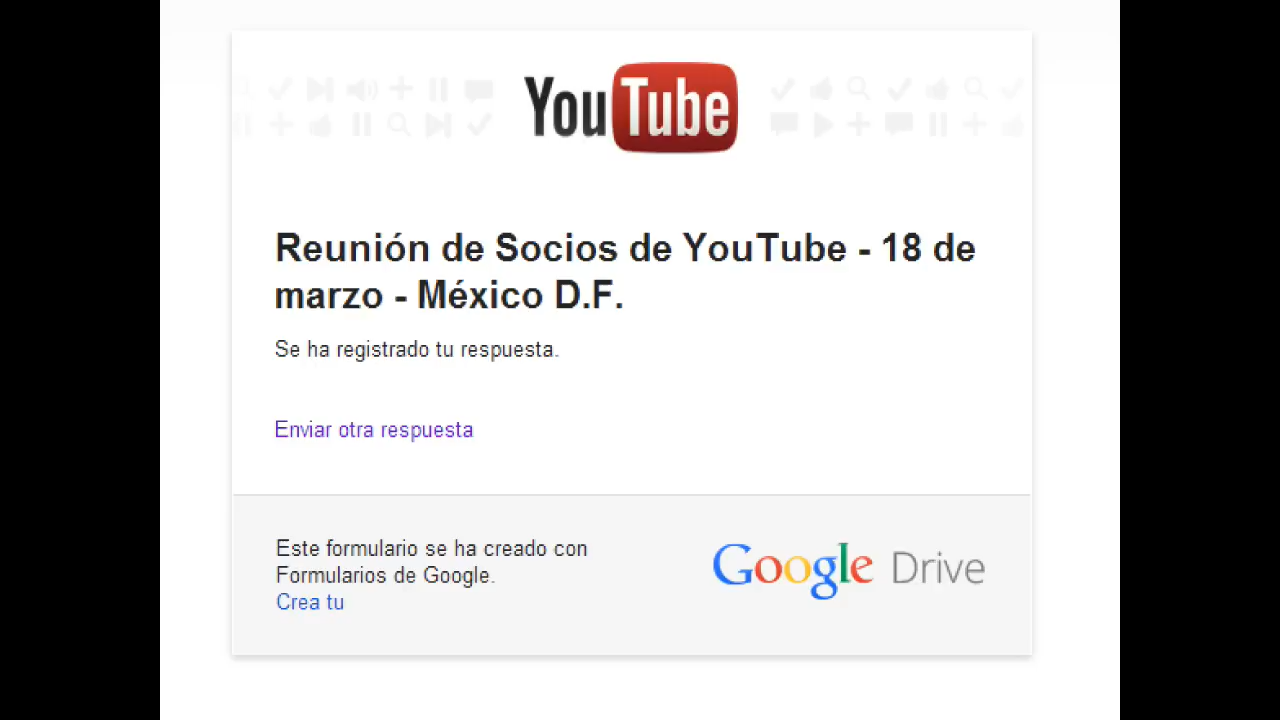 YouTube
Reunión de Socios de YouTube - 18 de
marzo - México D.F.
Se ha registrado tu respuesta.
Enviar otra respuesta
Este formulario se ha creado con
Formularios de Google.
Crea tu
Google Drive